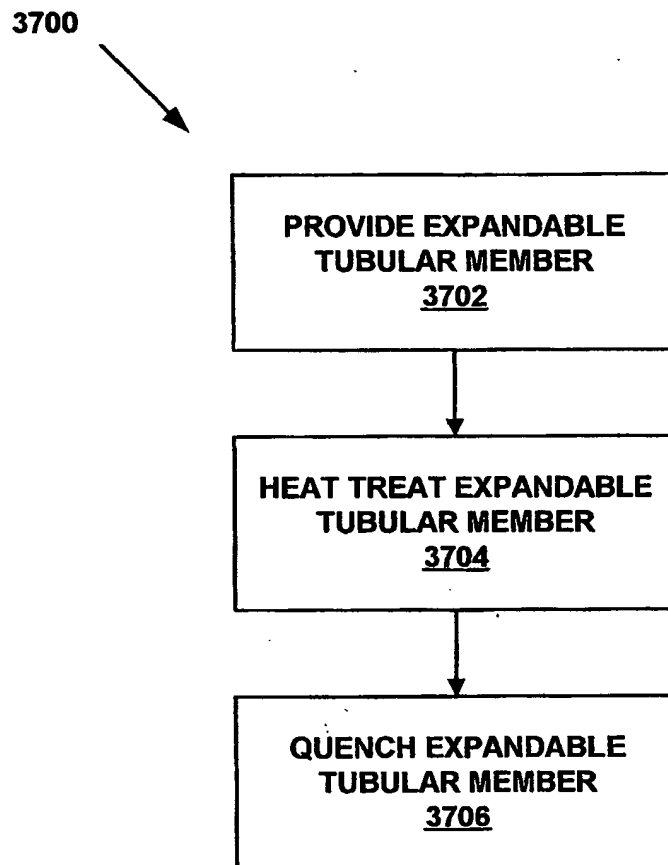 3700
PROVIDE EXPANDABLE
TUBULAR MEMBER
3702
HEAT TREAT EXPANDABLE
TUBULAR MEMBER
3704
QUENCH EXPANDABLE
TUBULAR MEMBER
3706